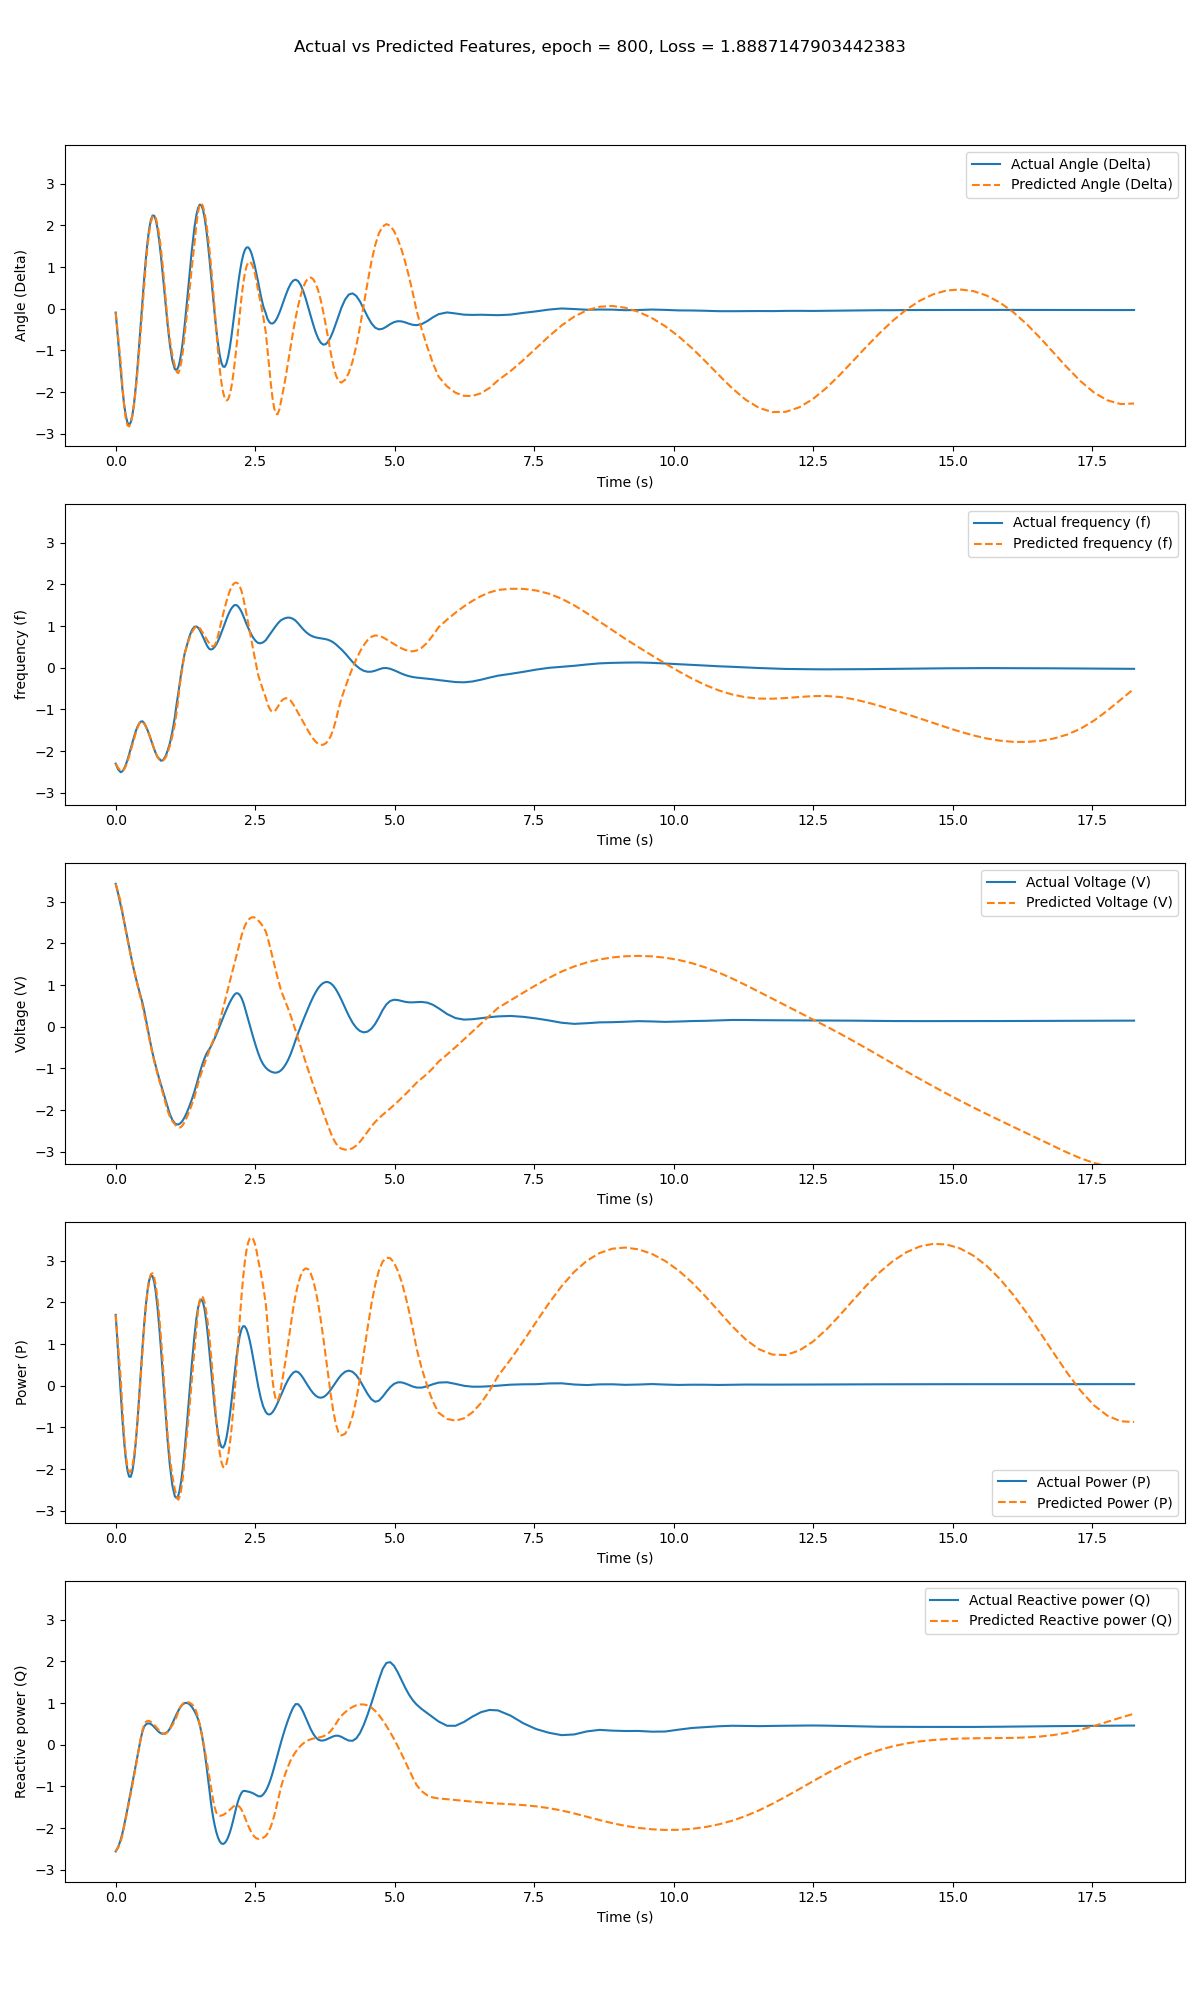 Actual vs Predicted Features, epoch = 800, Loss = 1.8887147903442383
Actual Angle (Delta)
Predicted Angle (Delta)
Angle (Delta)
3
2
1
0
−1
−2
−3
0.0 2.5 5.0 7.5 10.0 12.5 15.0 17.5
Time (s)
Actual frequency (f)
Predicted frequency (f)
frequency (f)
3
2
1
0
−1
−2
−3
0.0 2.5 5.0 7.5 10.0 12.5 15.0 17.5
Time (s)
Actual Voltage (V)
Predicted Voltage (V)
Voltage (V)
3
2
1
0
−1
−2
−3
0.0 2.5 5.0 7.5 10.0 12.5 15.0 17.5
Time (s)
Power (P)
3
2
1
0
−1
−2
−3
Actual Power (P)
Predicted Power (P)
0.0 2.5 5.0 7.5 10.0 12.5 15.0 17.5
Time (s)
Actual Reactive power (Q)
Predicted Reactive power (Q)
Reactive power (Q)
3
2
1
0
−1
−2
−3
0.0 2.5 5.0 7.5 10.0 12.5 15.0 17.5
Time (s)